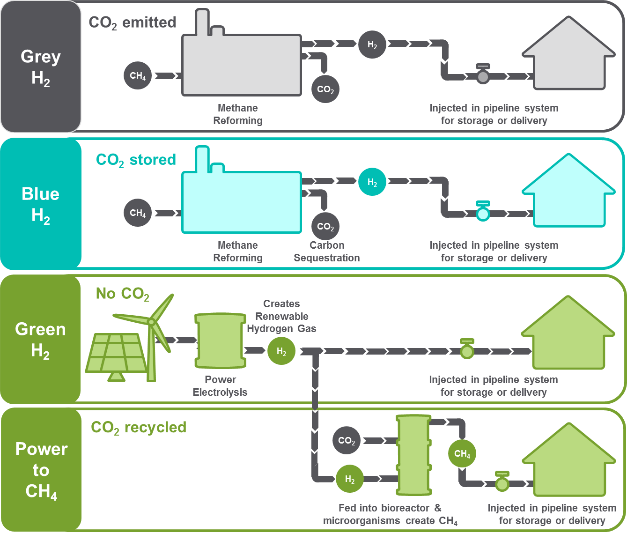 Grey
H₂
CO₂ emitted
CH₄
H₂
CO₂
Methane
Reforming
Injected in pipeline system
for storage or delivery
Blue
H₂
CO₂ stored
CH₄
H₂
CO₂
Methane
Reforming
Carbon
Sequestration
Injected in pipeline system
for storage or delivery
Green
H₂
No CO₂
Creates
Renewable
Hydrogen Gas
H₂
Power
Electrolysis
Injected in pipeline system
for storage or delivery
Power
to
CH₄
CO₂ recycled
CO₂
H₂
CH₄
Fed into bioreactor &
microorganisms create CH₄
Injected in pipeline system
for storage or delivery